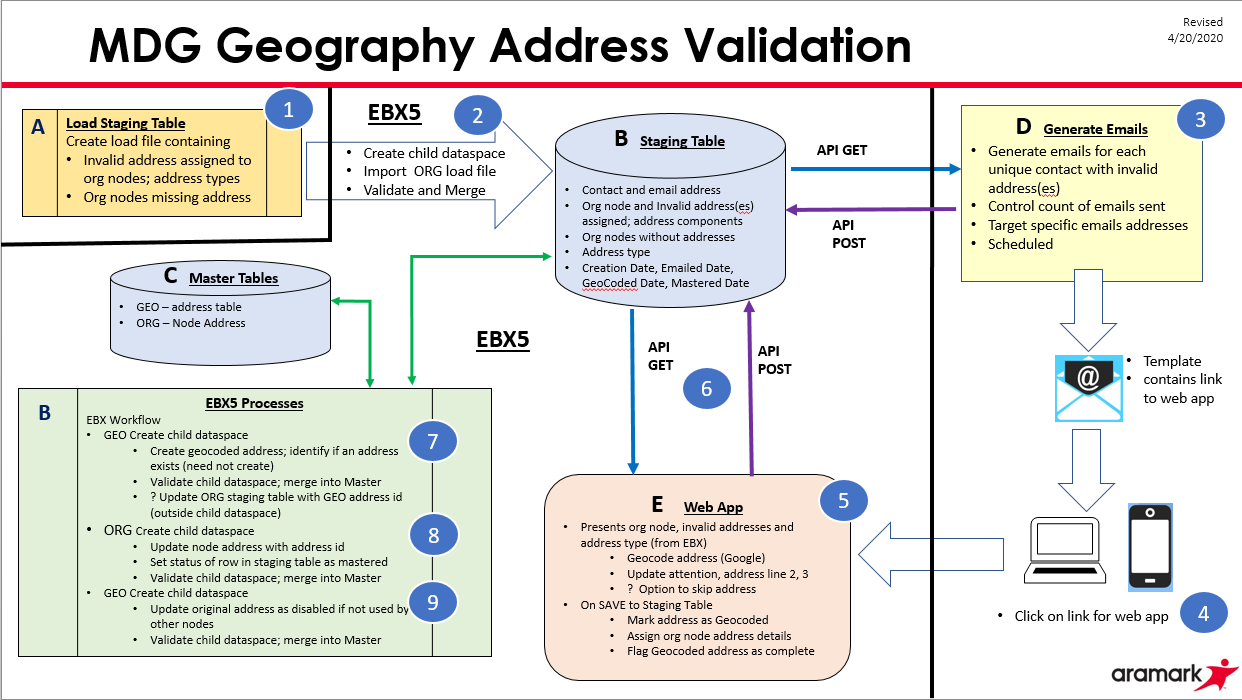 MDG Geography Address Validation
Revised
4/20/2020
A
Load Staging Table
Create load file containing
• Invalid address assigned to
org nodes; address types
• Org nodes missing address
1
EBX5
2
• Create child dataspace
• Import ORG load file
• Validate and Merge
B Staging Table
• Contact and email address
• Org node and Invalid address(es)
assigned; address components
• Org nodes without addresses
• Address type
• Creation Date, Emailed Date,
GeoCoded Date, Mastered Date
API GET
API
POST
3
D Generate Emails
• Generate emails for each
unique contact with invalid
address(es)
• Control count of emails sent
• Target specific emails addresses
• Scheduled
C Master Tables
• GEO – address table
• ORG – Node Address
EBX5
API
GET
API
POST
6
@
• Template
• contains link
to web app
B
EBX5 Processes
EBX Workflow
• GEO Create child dataspace
• Create geocoded address; identify if an address
exists (need not create)
• Validate child dataspace; merge into Master
• ? Update ORG staging table with GEO address id
(outside child dataspace)
• ORG Create child dataspace
• Update node address with address id
• Set status of row in staging table as mastered
• Validate child dataspace; merge into Master
• GEO Create child dataspace
• Update original address as disabled if not used by
other nodes
• Validate child dataspace; merge into Master
7
8
9
E Web App
5
• Presents org node, invalid addresses and
address type (from EBX)
• Geocode address (Google)
• Update attention, address line 2, 3
• ? Option to skip address
• On SAVE to Staging Table
• Mark address as Geocoded
• Assign org node address details
• Flag Geocoded address as complete
• Click on link for web app
4
aramark